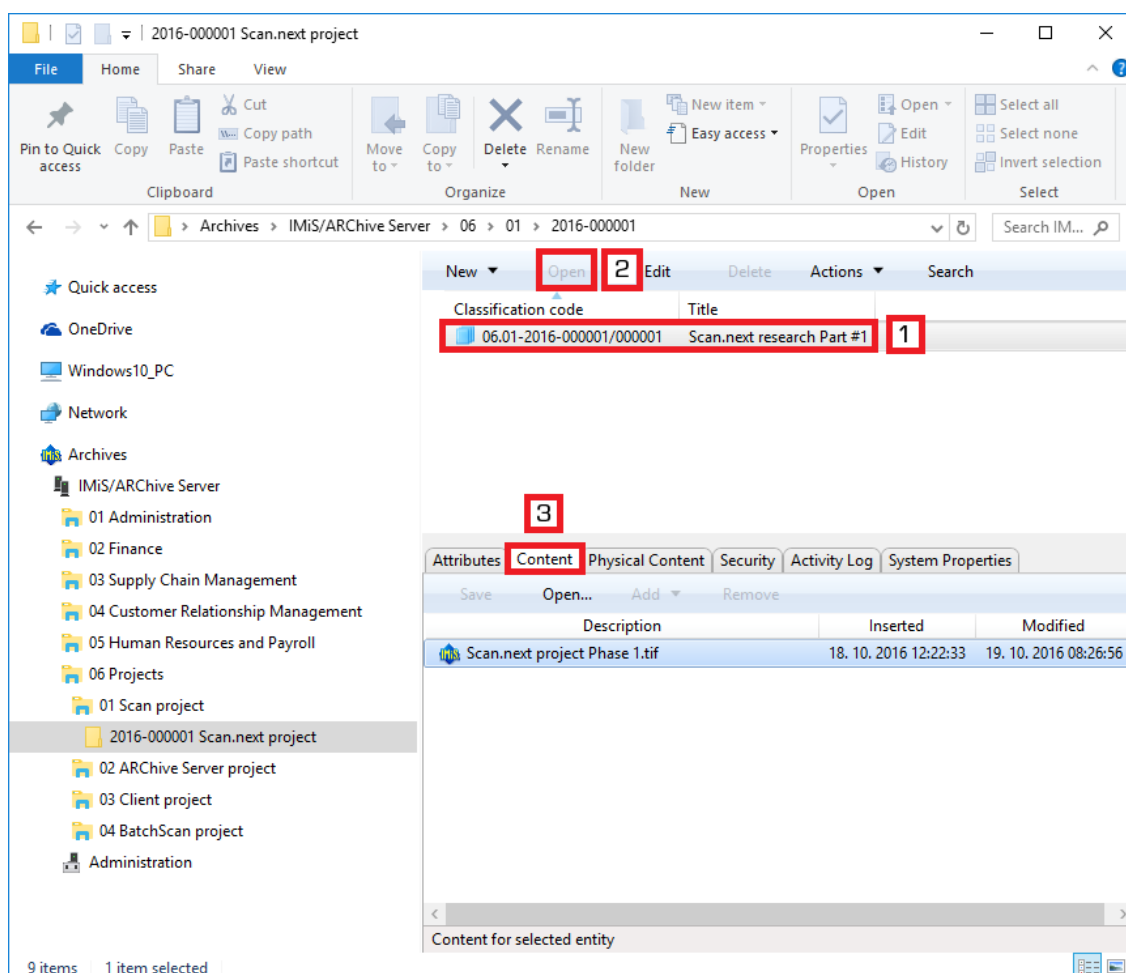 2016-000001 Scan.next project
File Home Share View
Pin to Quick access
Copy
Paste
Cut
Copy path
Paste shortcut
Clipboard
Move to
Copy to
Delete
Rename
Organize
New folder
New item
Easy access
New
Properties
Open
Edit
History
Open
Select all
Select none
Invert selection
Select
Archives > IMiS/ARChive Server > 06 > 01 > 2016-000001
Search IM...
Quick access
OneDrive
Windows10_PC
Network
Archives
IMiS/ARChive Server
01 Administration
02 Finance
03 Supply Chain Management
04 Customer Relationship Management
05 Human Resources and Payroll
06 Projects
01 Scan project
2016-000001 Scan.next project
02 ARChive Server project
03 Client project
04 BatchScan project
Administration
New Open 2 Edit Delete Actions Search
Classification code Title
06.01-2016-000001/000001 Scan.next research Part #1 1
3
Attributes Content Physical Content Security Activity Log System Properties
Save Open... Add Remove
Description Inserted Modified
Scan.next project Phase 1.tif 18. 10. 2016 12:22:33 19. 10. 2016 08:26:56
Content for selected entity
9 items 1 item selected